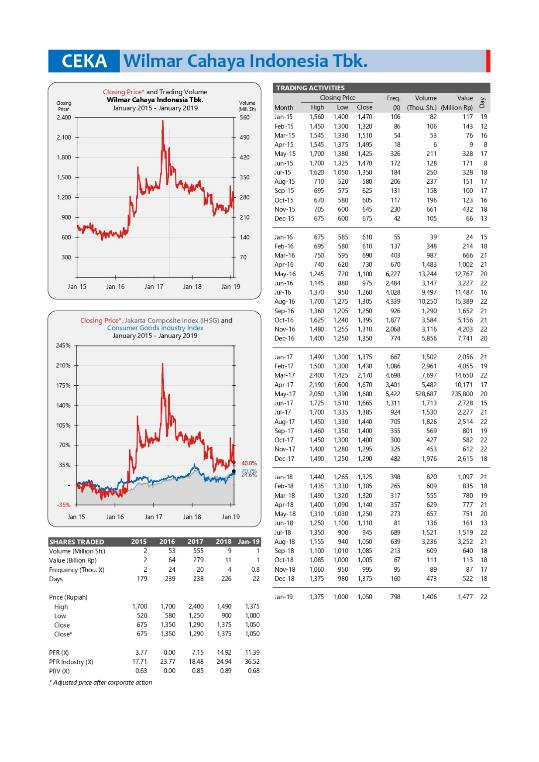 CEKA Wilmar Cahaya Indonesia Tbk.
Closing Price* and Trading Volume
Wilmar Cahaya Indonesia Tbk.
January 2015 - January 2019
Closing Price*
Volume (Mill. Sh)
2,400 560
2,100 490
1,800 420
1,500 350
1,200 280
900 210
600 140
300 70
Jan 15 Jan 16 Jan 17 Jan 18 Jan 19
Closing Price*, Jakarta Composite Index (IHSG) and
Consumer Goods Industry Index
January 2015 - January 2019
245%
210%
175%
140%
105%
70%
35%
-
-35%
40.0%
Jan 15 Jan 16 Jan 17 Jan 18 Jan 19
SHARES TRADED 2015 2016 2017 2018 Jan-19
Volume (Million Sh.) 2 53 555 9 1
Value (Billion Rp) 2 64 279 11 1
Frequency (Thou. X) 2 24 20 4 0.8
Days 179 239 238 226 22
Price (Rupiah)
High 1,700 1,700 2,400 1,490 1,375
Low 520 580 1,250 900 1,000
Close 675 1,350 1,290 1,375 1,050
Close* 675 1,350 1,290 1,375 1,050
PER (X) 3.77 0.00 7.15 14.92 11.39
PER Industry (X) 17.71 23.77 18.48 24.94 36.52
PBV (X) 0.63 0.00 0.85 0.89 0.68
* Adjusted price after corporate action
TRADING ACTIVITIES
Closing Price Freq. Volume Value Day
Month High Low Close (X) (Thou. Sh.) (Million Rp)
Jan-15 1,560 1,400 1,470 106 82 117 19
Feb-15 1,450 1,300 1,320 86 106 143 12
Mar-15 1,545 1,330 1,510 54 53 76 16
Apr-15 1,545 1,375 1,495 18 6 9 8
May-15 1,700 1,380 1,425 326 211 328 17
Jun-15 1,700 1,325 1,470 172 128 171 8
Jul-15 1,620 1,050 1,350 184 250 328 18
Aug-15 710 520 580 206 237 151 17
Sep-15 695 575 625 131 158 100 17
Oct-15 670 580 605 117 196 123 16
Nov-15 705 600 645 230 661 432 18
Dec-15 675 600 675 42 105 66 13
Jan-16 675 585 610 55 39 24 15
Feb-16 695 580 610 137 348 214 18
Mar-16 750 595 690 403 987 666 21
Apr-16 740 620 730 670 1,483 1,002 21
May-16 1,245 720 1,100 6,227 13,244 12,767 20
Jun-16 1,145 880 975 2,484 3,147 3,227 22
Jul-16 1,370 950 1,260 4,028 9,497 11,487 16
Aug-16 1,700 1,275 1,305 4,339 10,250 15,389 22
Sep-16 1,360 1,205 1,250 926 1,290 1,652 21
Oct-16 1,625 1,240 1,395 1,877 3,584 5,156 21
Nov-16 1,480 1,255 1,310 2,068 3,116 4,203 22
Dec-16 1,400 1,250 1,350 774 5,856 7,741 20
Jan-17 1,490 1,300 1,375 667 1,502 2,056 21
Feb-17 1,500 1,300 1,430 1,086 2,961 4,055 19
Mar-17 2,400 1,425 2,170 4,698 7,697 14,650 22
Apr-17 2,190 1,600 1,670 3,401 5,482 10,171 17
May-17 2,050 1,390 1,680 5,422 528,687 235,800 20
Jun-17 1,725 1,510 1,665 1,311 1,713 2,728 15
Jul-17 1,700 1,335 1,385 924 1,530 2,277 21
Aug-17 1,450 1,330 1,440 705 1,826 2,514 22
Sep-17 1,460 1,350 1,400 355 569 801 19
Oct-17 1,450 1,300 1,400 300 427 582 22
Nov-17 1,400 1,280 1,295 325 453 612 22
Dec-17 1,490 1,250 1,290 482 1,976 2,615 18
Jan-18 1,440 1,265 1,325 398 820 1,097 21
Feb-18 1,435 1,330 1,385 265 609 835 18
Mar-18 1,490 1,320 1,320 317 555 780 19
Apr-18 1,400 1,090 1,140 357 629 777 21
May-18 1,310 1,030 1,250 273 657 751 20
Jun-18 1,250 1,100 1,110 81 136 161 13
Jul-18 1,350 900 945 689 1,521 1,519 22
Aug-18 1,155 940 1,050 639 3,236 3,252 21
Sep-18 1,100 1,010 1,085 213 609 640 18
Oct-18 1,085 1,000 1,005 67 111 113 18
Nov-18 1,060 950 995 95 89 87 17
Dec-18 1,375 980 1,375 160 473 522 18
Jan-19 1,375 1,000 1,050 798 1,406 1,477 22